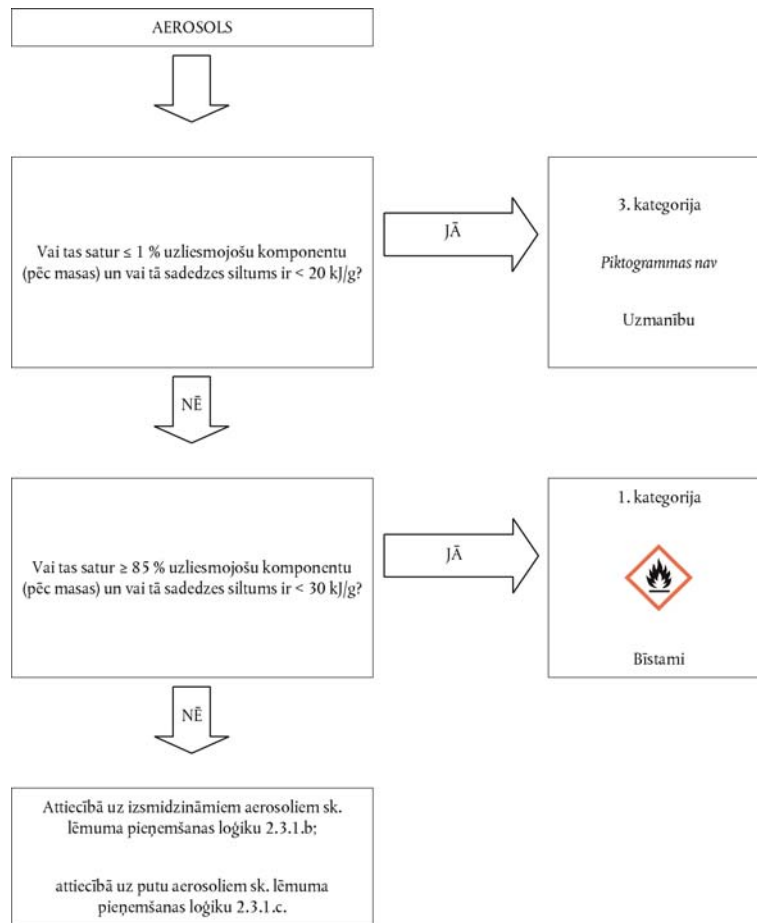 AEROSOLS
Vai tas satur ≤ 1 % uzliesmojošu komponentu
(pēc masas) un vai tā sadedzes siltums ir < 20 kJ/g?
JĀ
3. kategorija
Piktogrammas nav
Uzmanību
NĒ
Vai tas satur ≥ 85 % uzliesmojošu komponentu
(pēc masas) un vai tā sadedzes siltums ir < 30 kJ/g?
JĀ
1. kategorija
Bīstami
NĒ
Attiecībā uz izsmidzināmiem aerosoliem sk.
lēmuma pieņemšanas loģiku 2.3.1.b;
attiecībā uz putu aerosoliem sk. lēmuma
pieņemšanas loģiku 2.3.1.c.